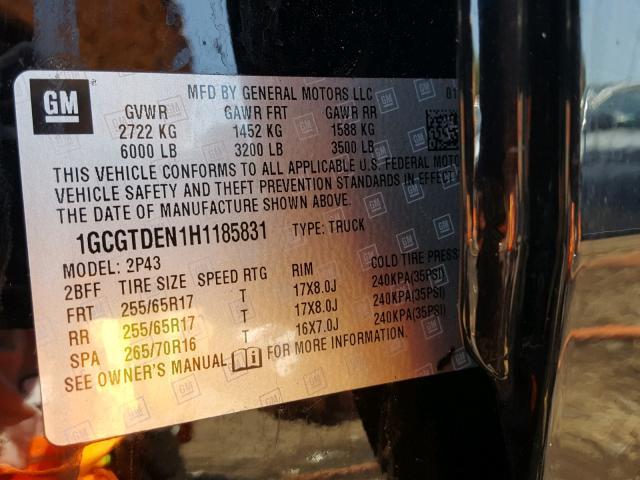 GM
MFD BY GENERAL MOTORS LLC 01
GVWR GAWR FRT GAWR RR
2722 KG 1452 KG 1588 KG
6000 LB 3200 LB 3500 LB
THIS VEHICLE CONFORMS TO ALL APPLICABLE U.S. FEDERAL MOTO
VEHICLE SAFETY AND THEFT PREVENTION STANDARDS IN EFFECT
THE DATE OF MANUFACTURE SHOWN ABOVE.
1GCGTDEN1H1185831 TYPE: TRUCK
MODEL: 2P43
2BFF TIRE SIZE SPEED RTG RIM COLD TIRE PRES
FRT 255/65R17 T 17X8.0J 240KPA(35PSI)
RR 255/65R17 T 17X8.0J 240KPA(35PSI)
SPA 265/70R16 T 16X7.0J 240KPA(35PSI)
SEE OWNER'S MANUAL FOR MORE INFORMATION.